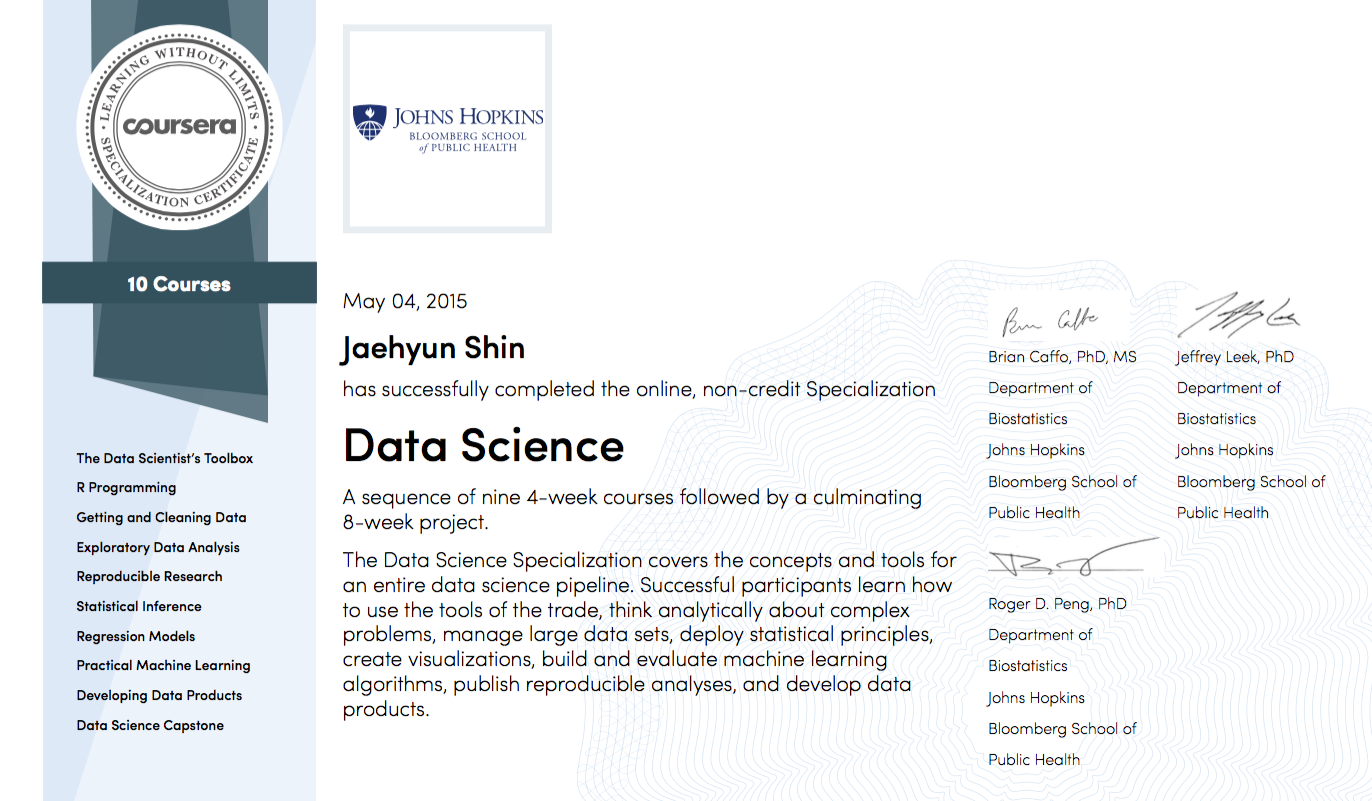 LEARNING WITHOUT LIMITS
coursera
SPECIALIZATION CERTIFICATE
10 Courses
The Data Scientist's Toolbox
R Programming
Getting and Cleaning Data
Exploratory Data Analysis
Reproducible Research
Statistical Inference
Regression Models
Practical Machine Learning
Developing Data Products
Data Science Capstone
JOHNS HOPKINS
BLOOMBERG SCHOOL
of PUBLIC HEALTH
May 04, 2015
Jaehyun Shin
has successfully completed the online, non-credit Specialization
Data Science
A sequence of nine 4-week courses followed by a culminating
8-week project.
The Data Science Specialization covers the concepts and tools for
an entire data science pipeline. Successful participants learn how
to use the tools of the trade, think analytically about complex
problems, manage large data sets, deploy statistical principles,
create visualizations, build and evaluate machine learning
algorithms, publish reproducible analyses, and develop data
products.
Brian Caffo, PhD, MS
Department of
Biostatistics
Johns Hopkins
Bloomberg School of
Public Health
Jeffrey Leek, PhD
Department of
Biostatistics
Johns Hopkins
Bloomberg School of
Public Health
Roger D. Peng, PhD
Department of
Biostatistics
Johns Hopkins
Bloomberg School of
Public Health